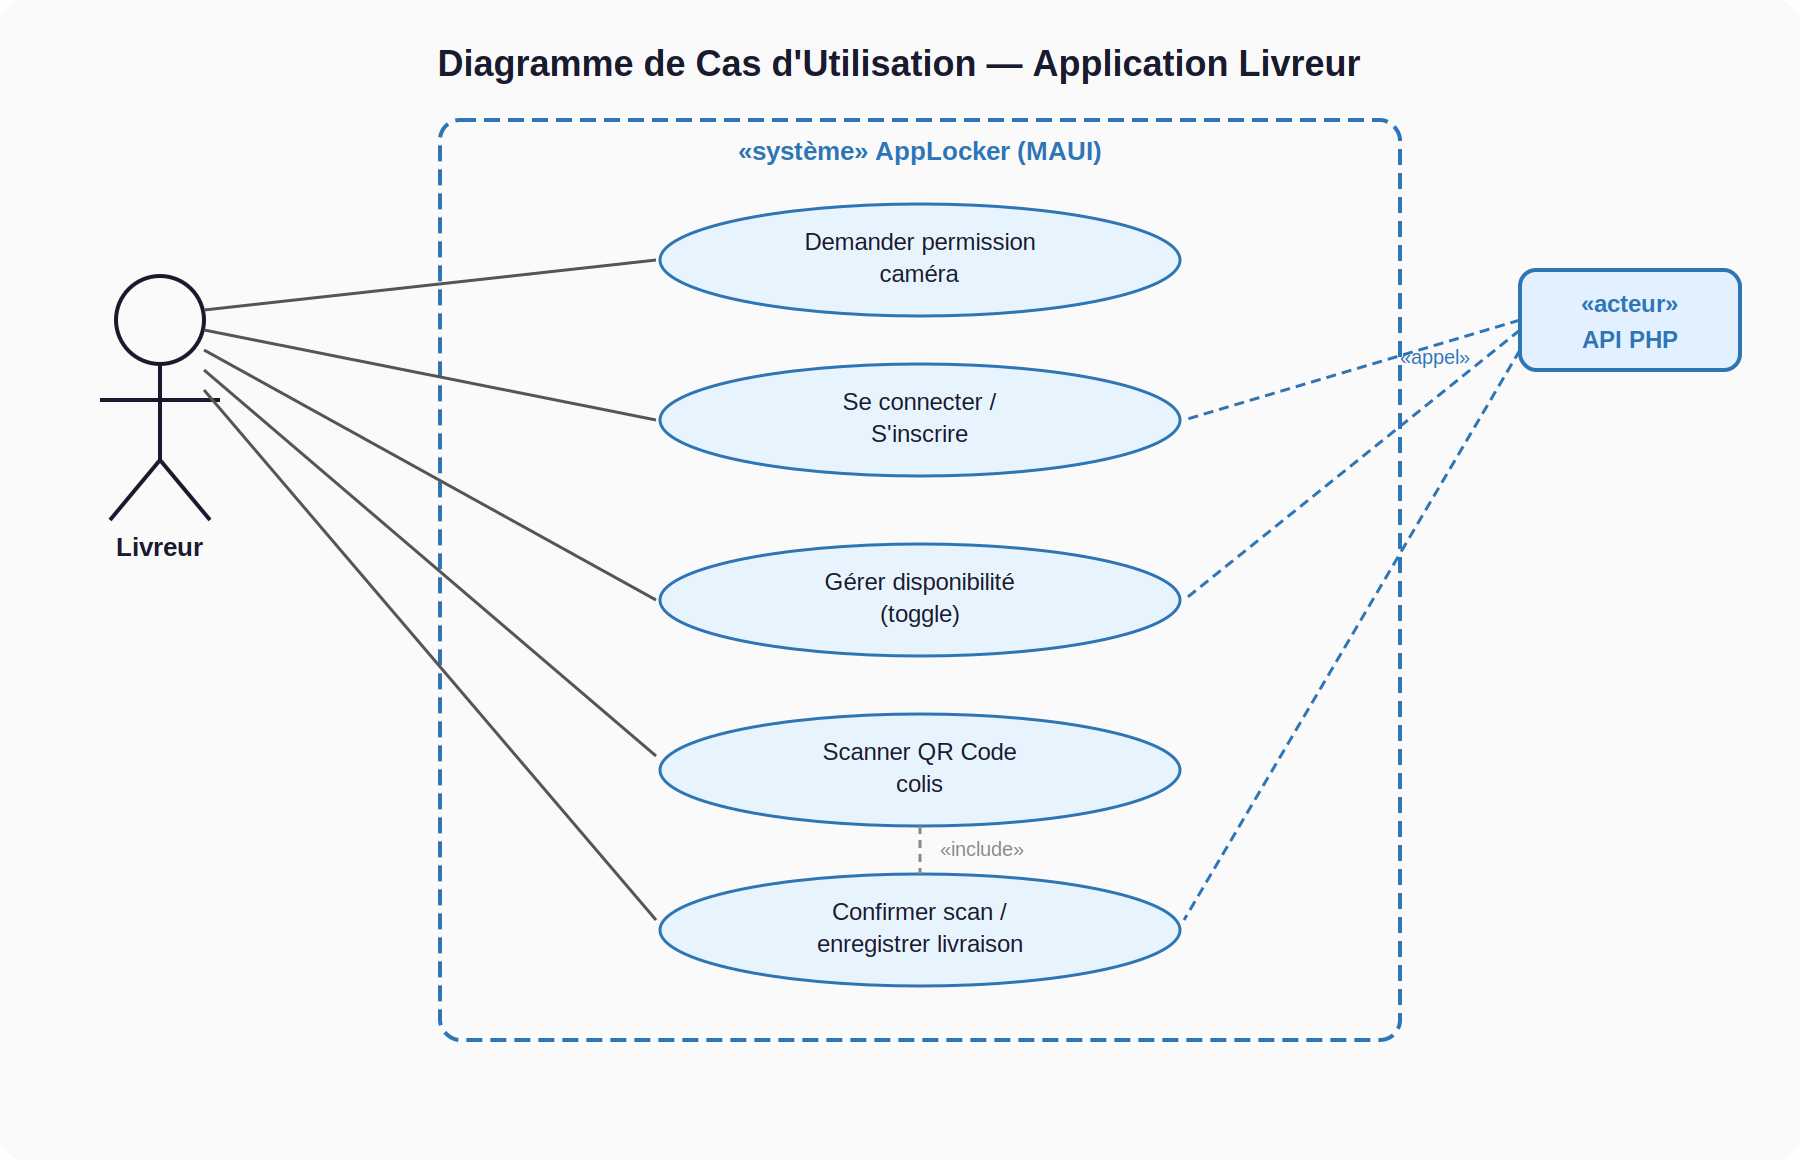 Diagramme de Cas d'Utilisation — Application Livreur
«système» AppLocker (MAUI)
Demander permission
caméra
«acteur»
API PHP
«appel»
Se connecter /
S'inscrire
Livreur
Gérer disponibilité
(toggle)
Scanner QR Code
colis
«include»
Confirmer scan /
enregistrer livraison